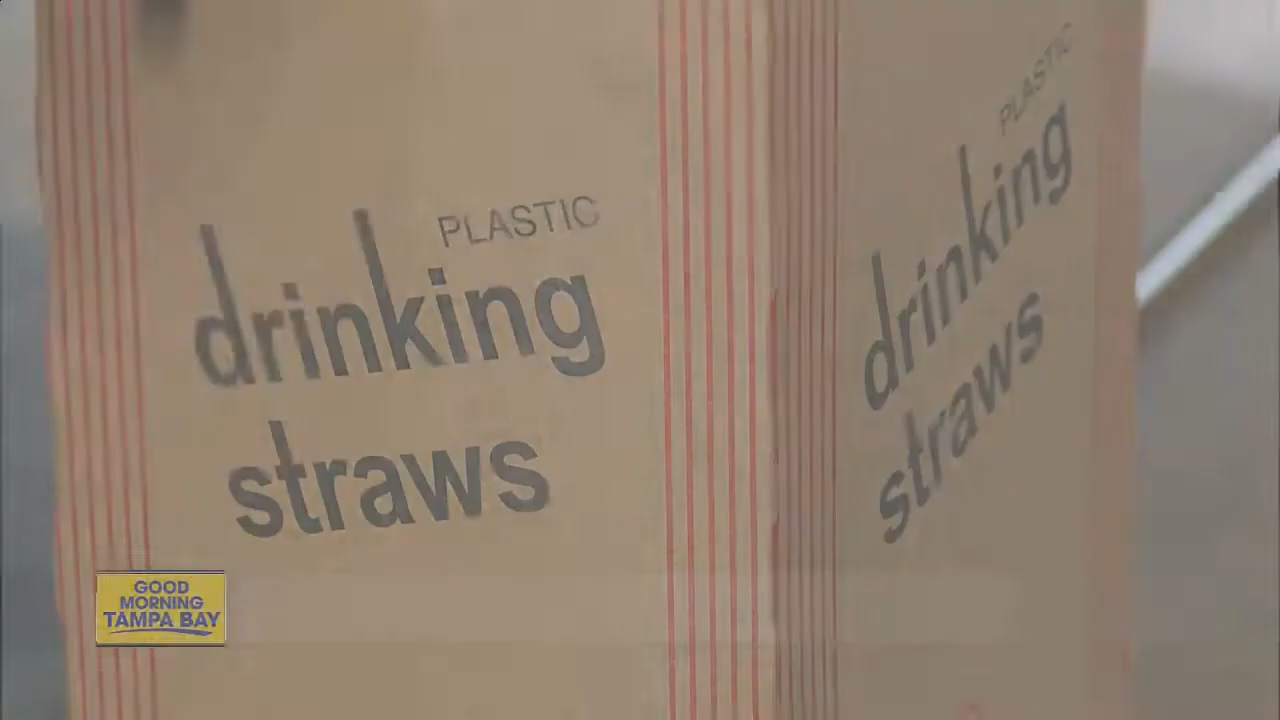 PLASTIC
drinking
straws
PLASTIC
drinking
straws
GOOD
MORNING
TAMPA BAY